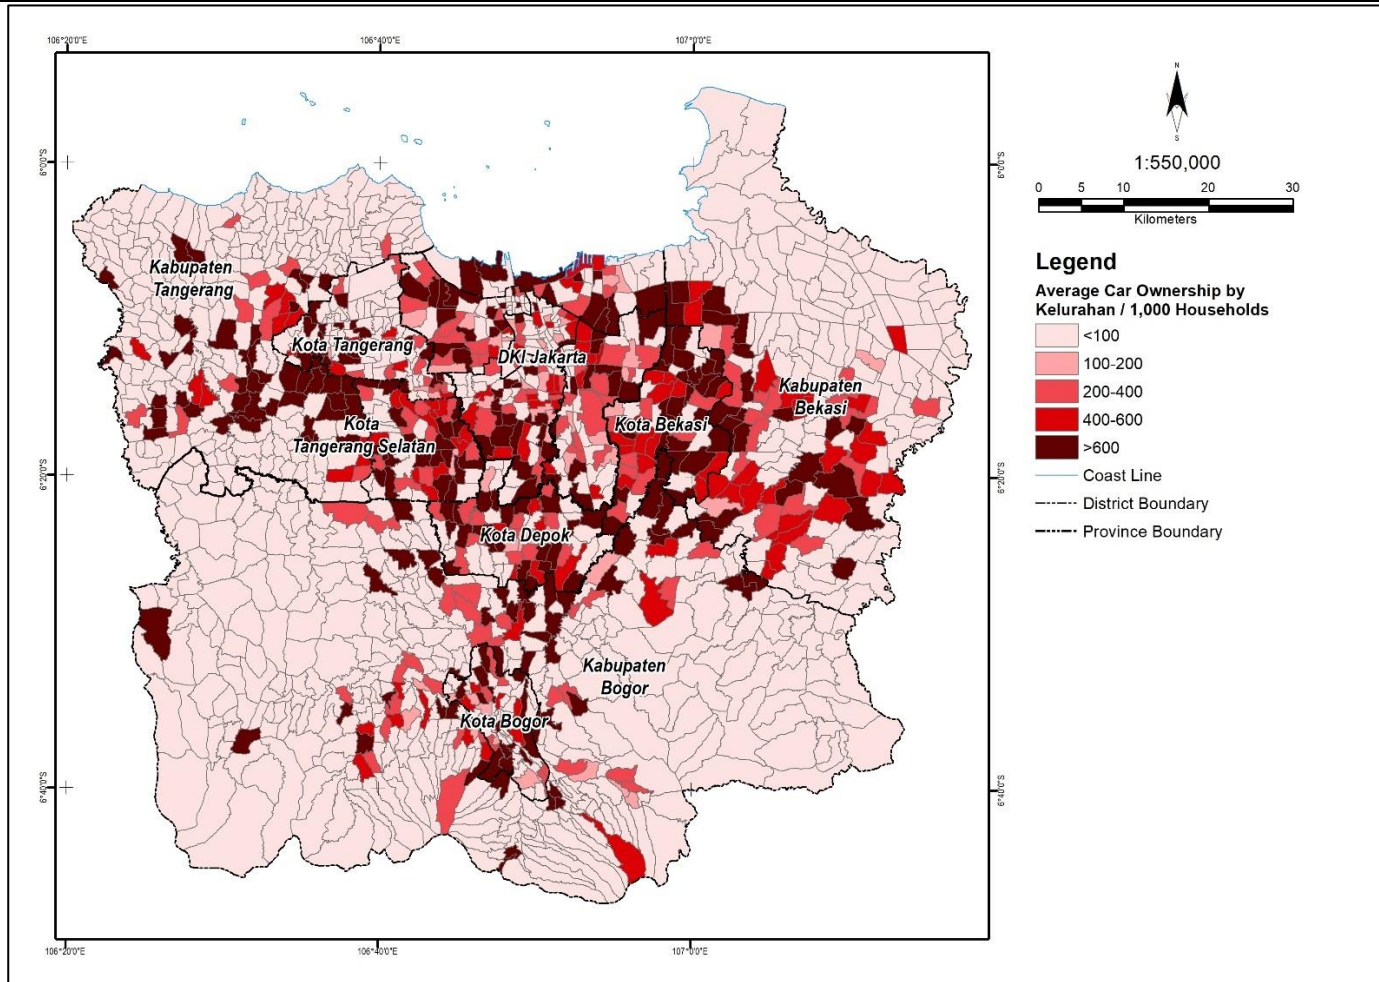 106°20'0"E 106°40'0"E 107°0'0"E
6°0'0"S 6°0'0"S
6°20'0"S 6°20'0"S
6°40'0"S 6°40'0"S
106°20'0"E 106°40'0"E 107°0'0"E
Kabupaten
Tangerang
Kota Tangerang
DKI Jakarta
Kabupaten
Bekasi
Kota
Tangerang Selatan
Kota Bekasi
Kota Depok
Kabupaten
Bogor
Kota Bogor
N
S
1:550,000
0 5 10 20 30
Kilometers
Legend
Average Car Ownership by
Kelurahan / 1,000 Households
<100
100-200
200-400
400-600
>600
Coast Line
District Boundary
Province Boundary